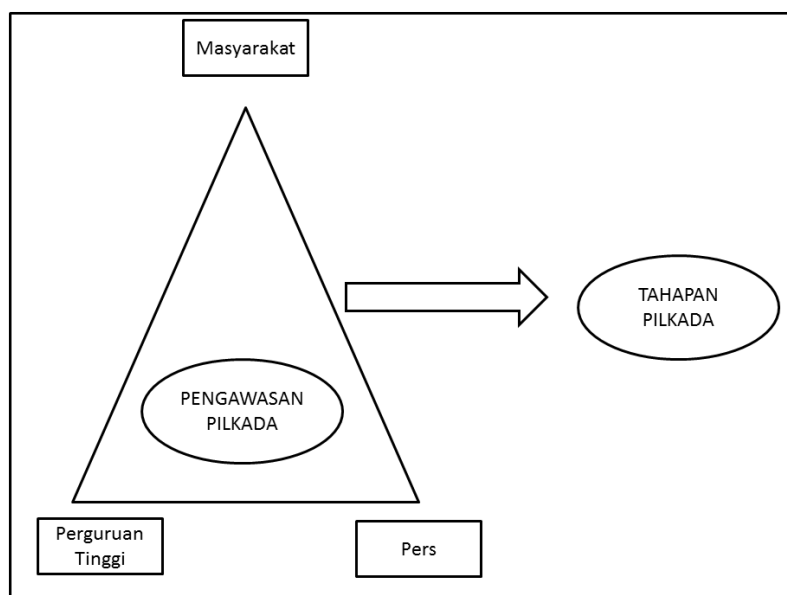 Masyarakat
TAHAPAN
PILKADA
PENGAWASAN
PILKADA
Perguruan
Tinggi
Pers